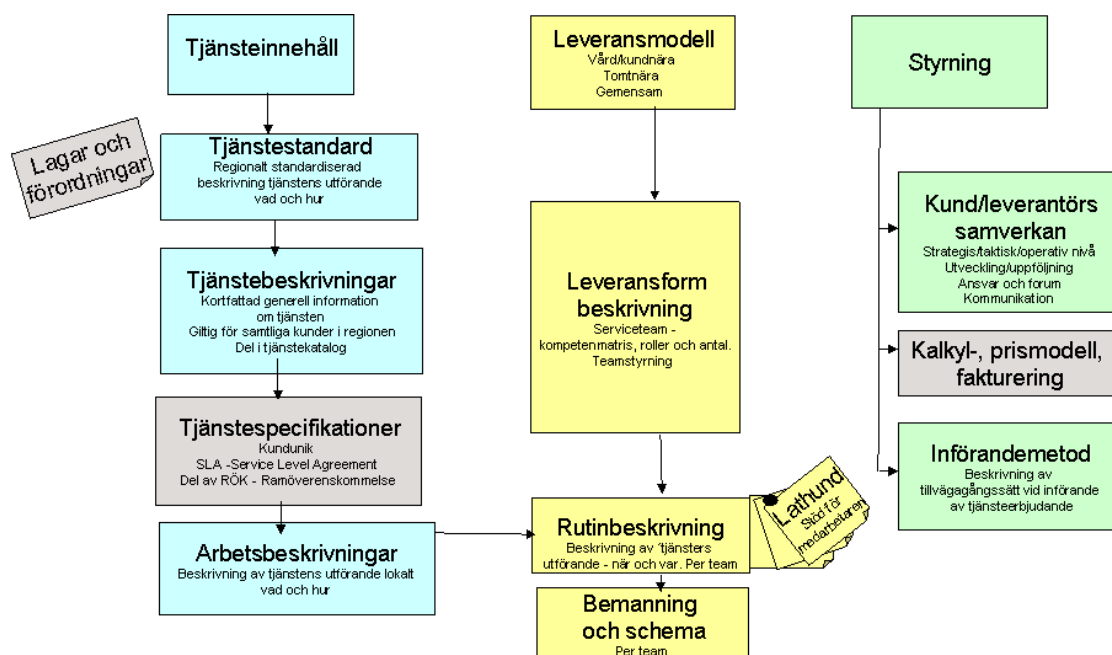 Tjänsteinnehåll
Lagar och
förordningar
Tjänstestandard
Regionalt standardiserad
beskrivning tjänstens utförande
vad och hur
Tjänstebeskrivningar
Kortfattad generell information
om tjänsten
Giltig för samtliga kunder i regionen
Del i tjänstekatalog
Tjänstespecifikationer
Kundunik
SLA -Service Level Agreement
Del av RÖK - Ramöverenskommelse
Arbetsbeskrivningar
Beskrivning av tjänstens utförande lokalt
vad och hur
Leveransmodell
Vård/kundnära
Tomtnära
Gemensam
Leveransform
beskrivning
Serviceteam -
kompetenmatris, roller och antal.
Teamstyrning
Rutinbeskrivning
Beskrivning av 'tjänsters
utförande - när och var. Per team
Lathund
Stöd för
medarbetaren
Bemanning
och schema
Per team
Styrning
Kund/leverantörs
samverkan
Strategis/taktisk/operativ nivå
Utveckling/uppföljning
Ansvar och forum
Kommunikation
Kalkyl-, prismodell,
fakturering
Införandemetod
Beskrivning av
tillvägagångssätt vid införande
av tjänsteerbjudande